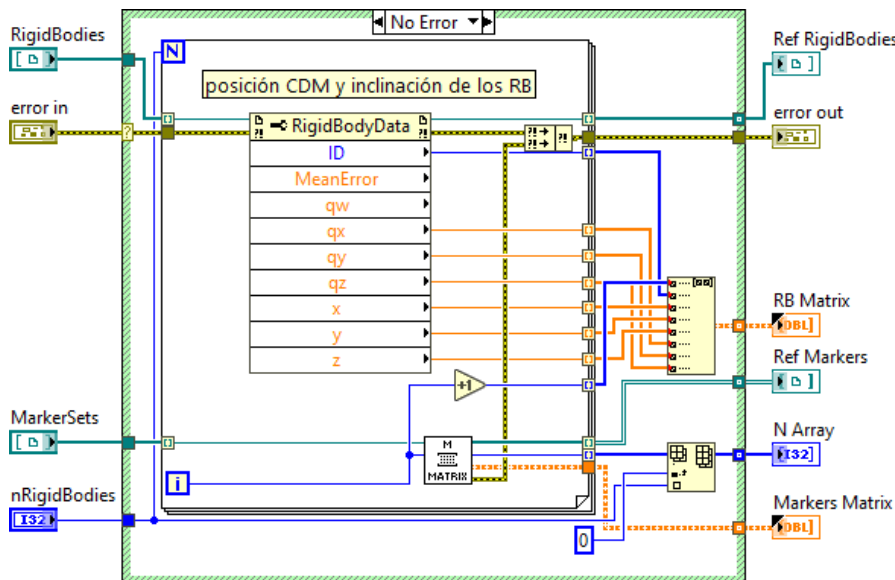 No Error
RigidBodies
N
posición CDM y inclinación de los RB
Ref RigidBodies
error in
?
RigidBodyData
error out
ID
MeanError
qw
qx
qy
qz
x
y
z
+1
RB Matrix
DBL]
Ref Markers
MarkerSets
M
MATRIX
N Array
[I32]
i
nRigidBodies
I32
0
Markers Matrix
DBL]